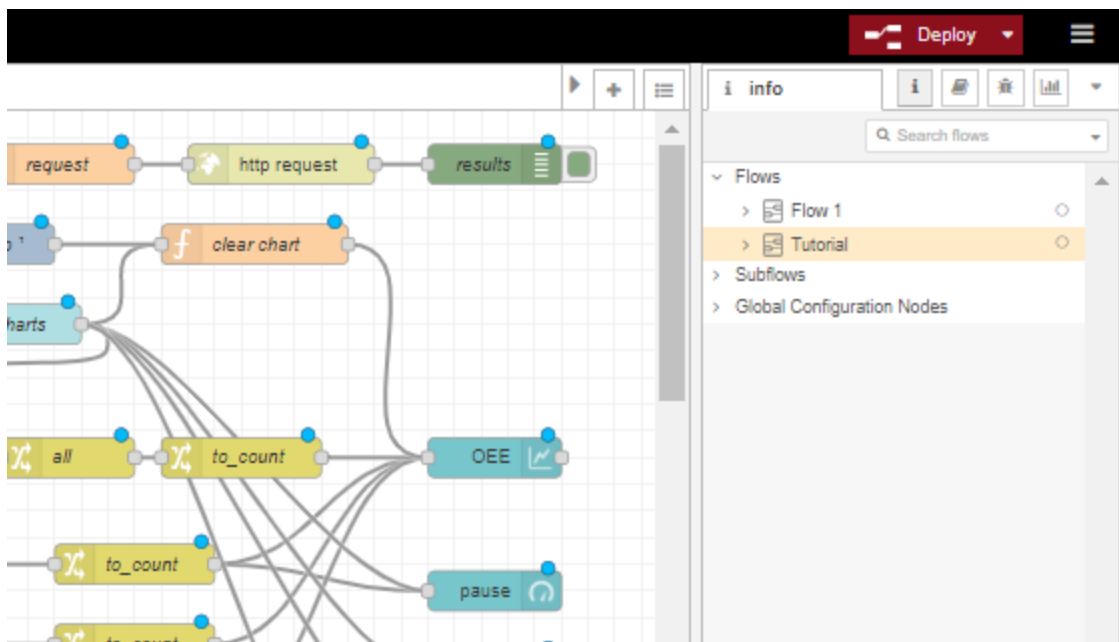 Deploy
info
Search flows
request
http request
results
Flows
Flow 1
clear chart
Tutorial
Subflows
harts
Global Configuration Nodes
all
to_count
OEE
to_count
pause
to_count